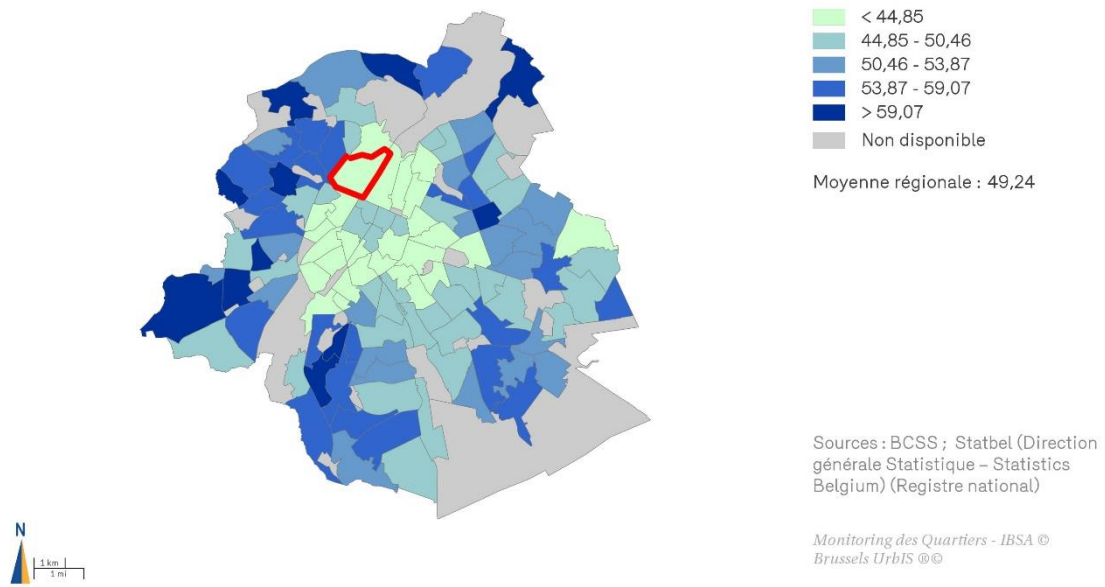 < 44,85
44,85 - 50,46
50,46 - 53,87
53,87 - 59,07
> 59,07
Non disponible
Moyenne régionale : 49,24
Sources : BCSS ; Statbel (Direction
générale Statistique – Statistics
Belgium) (Registre national)
Monitoring des Quartiers - IBSA ©
Brussels UrbIS ®©
N
1 km
1 mi